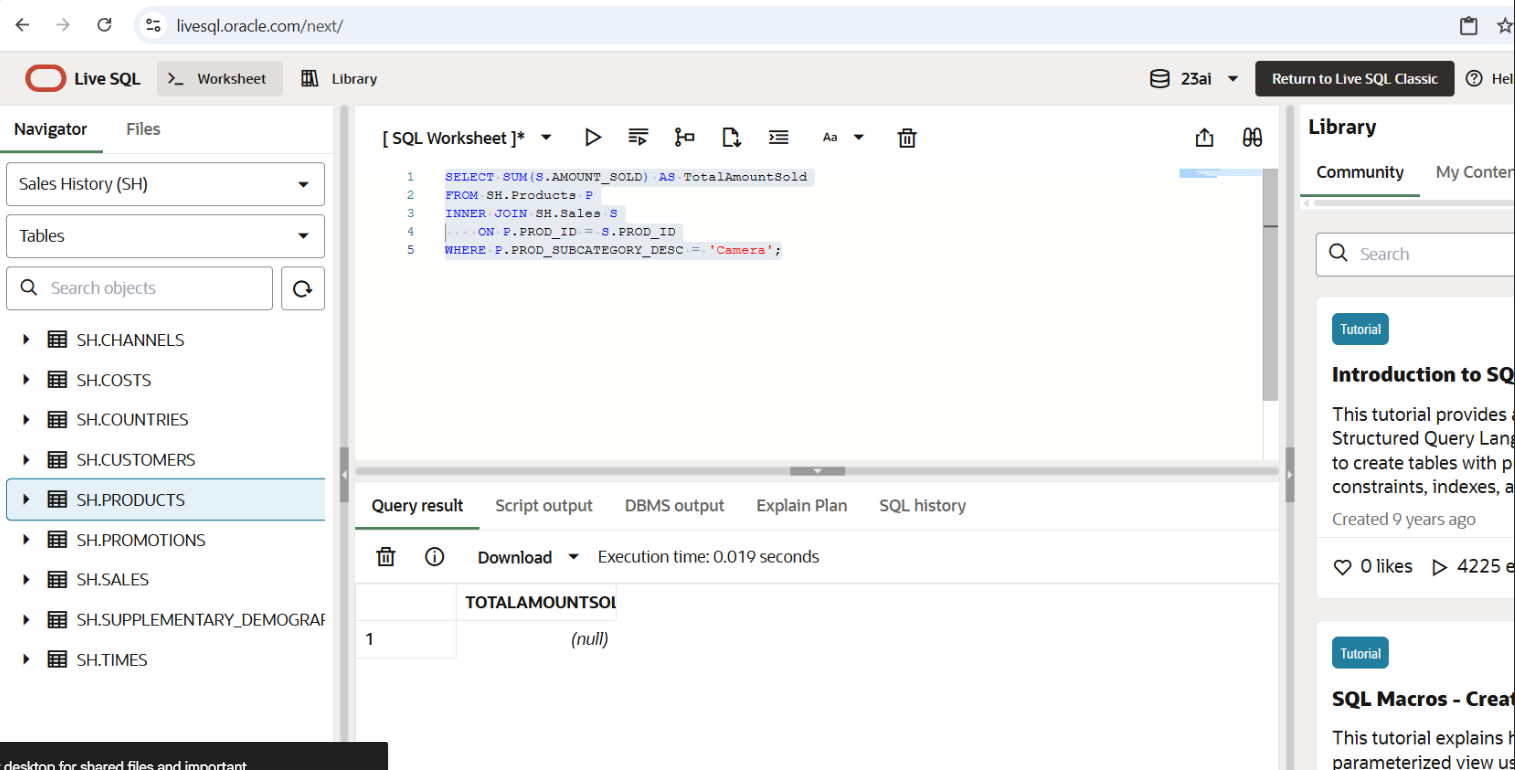 livesql.oracle.com/next/
Live SQL
Worksheet
Library
23ai
Return to Live SQL Classic
Hel
Navigator
Files
Sales History (SH)
Tables
Search objects
SH.CHANNELS
SH.COSTS
SH.COUNTRIES
SH.CUSTOMERS
SH.PRODUCTS
SH.PROMOTIONS
SH.SALES
SH.SUPPLEMENTARY_DEMOGRAP
SH.TIMES
desktop for shared files and important
[ SQL Worksheet ]*
Aa
1 SELECT SUM(S.AMOUNT_SOLD) AS TotalAmountSold
2 FROM SH.Products P
3 INNER JOIN SH.Sales S
4 ON P.PROD_ID = S.PROD_ID
5 WHERE P.PROD_SUBCATEGORY_DESC = 'Camera';
Query result
Script output
DBMS output
Explain Plan
SQL history
Download
Execution time: 0.019 seconds
TOTALAMOUNTSOL
1 (null)
Library
Community
My Conten
Search
Tutorial
Introduction to SQ
This tutorial provides a
Structured Query Lang
to create tables with p
constraints, indexes, a
Created 9 years ago
0 likes
4225 e
Tutorial
SQL Macros - Creat
This tutorial explains h
parameterized view us